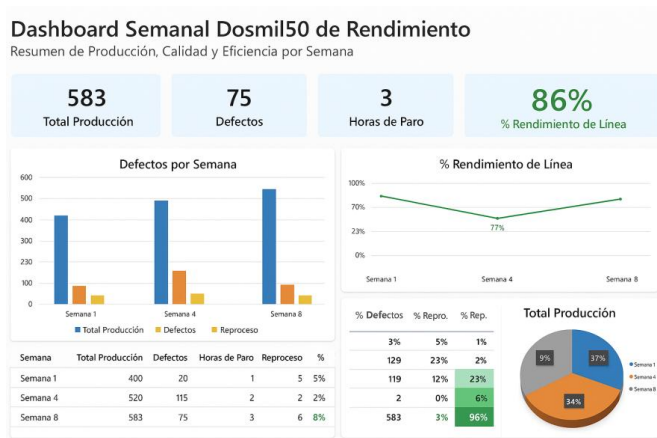 Dashboard Semanal Dosmil50 de Rendimiento
Resumen de Producción, Calidad y Eficiencia por Semana
583
Total Producción
75
Defectos
3
Horas de Paro
86%
% Rendimiento de Línea
Defectos por Semana
600
500
400
300
230
100
0
Semana 1 Semana 4 Semana 8
Total Producción Defectos Reproceso
% Rendimiento de Línea
100%
70%
23%
0%
77%
Semana 1 Semana 4 Semana 8
Semana Total Producción Defectos Horas de Paro Reproceso %
Semana 1 400 20 1 5 5%
Semana 4 520 115 2 2 2%
Semana 8 583 75 3 6 8%
% Defectos % Repro. % Rep.
3% 5% 1%
129 23% 2%
119 12% 23%
2 0% 6%
583 3% 96%
Total Producción
9%
37%
34%
Semana 1
Semana 4
Semana 8